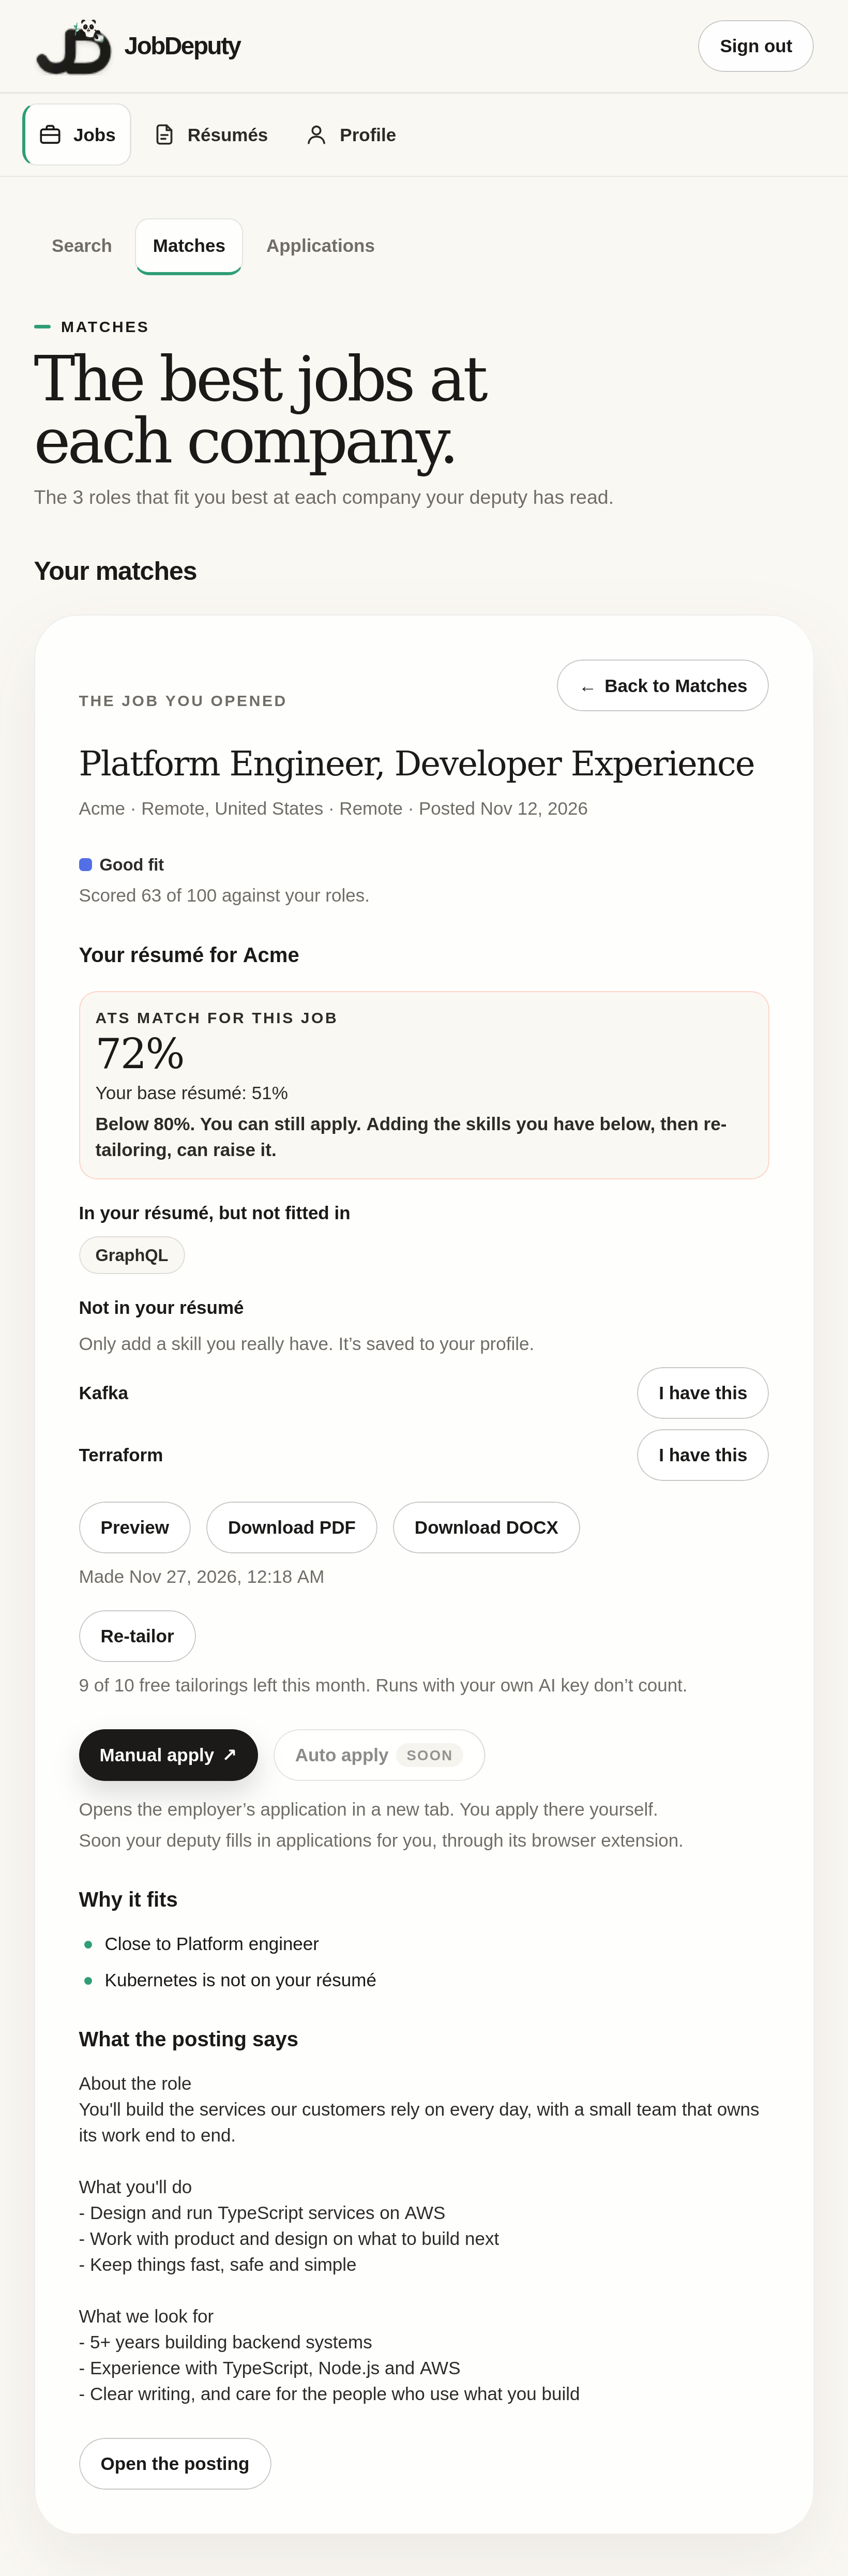 JobDeputy
Sign out
Jobs
Résumés
Profile
Search
Matches
Applications
MATCHES
The best jobs at
each company.
The 3 roles that fit you best at each company your deputy has read.
Your matches
THE JOB YOU OPENED
← Back to Matches
Platform Engineer, Developer Experience
Acme · Remote, United States · Remote · Posted Nov 12, 2026
Good fit
Scored 63 of 100 against your roles.
Your résumé for Acme
ATS MATCH FOR THIS JOB
72%
Your base résumé: 51%
Below 80%. You can still apply. Adding the skills you have below, then re-
tailoring, can raise it.
In your résumé, but not fitted in
GraphQL
Not in your résumé
Only add a skill you really have. It’s saved to your profile.
Kafka
I have this
Terraform
I have this
Preview
Download PDF
Download DOCX
Made Nov 27, 2026, 12:18 AM
Re-tailor
9 of 10 free tailorings left this month. Runs with your own AI key don’t count.
Manual apply ↗
Auto apply SOON
Opens the employer’s application in a new tab. You apply there yourself.
Soon your deputy fills in applications for you, through its browser extension.
Why it fits
Close to Platform engineer
Kubernetes is not on your résumé
What the posting says
About the role
You'll build the services our customers rely on every day, with a small team that owns
its work end to end.
What you'll do
- Design and run TypeScript services on AWS
- Work with product and design on what to build next
- Keep things fast, safe and simple
What we look for
- 5+ years building backend systems
- Experience with TypeScript, Node.js and AWS
- Clear writing, and care for the people who use what you build
Open the posting